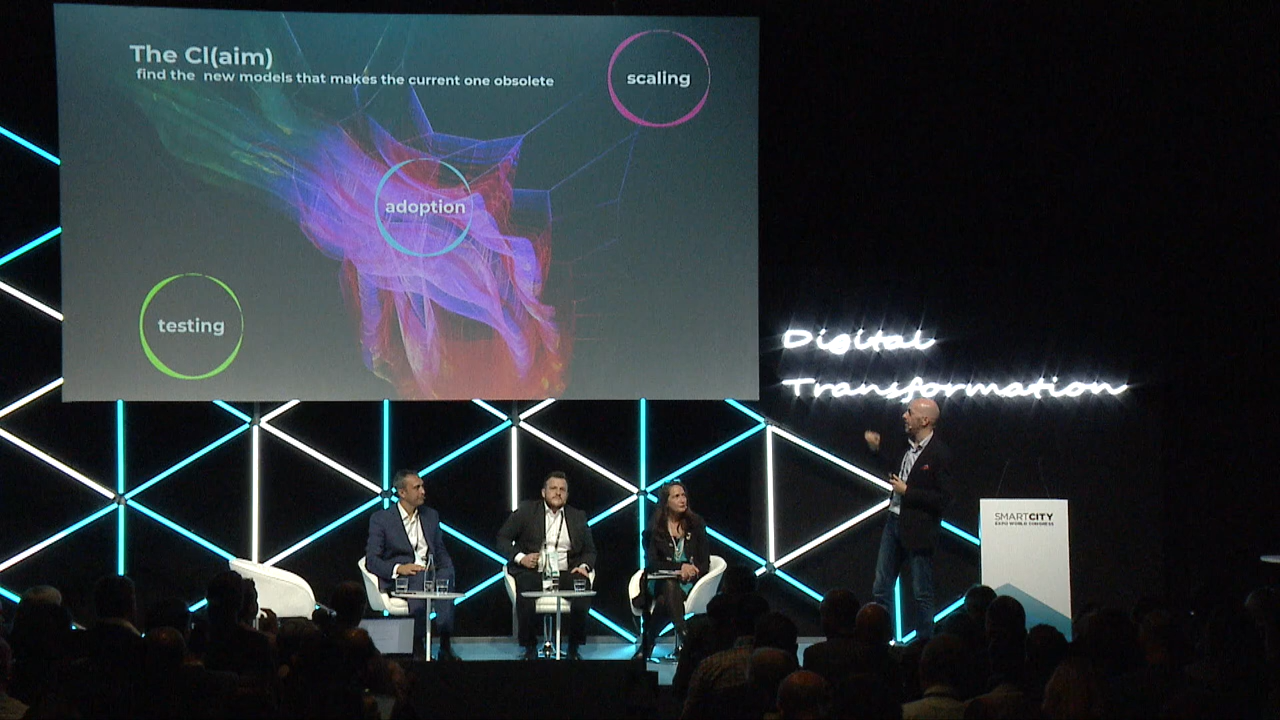 The Cl(aim)
find the new models that makes the current one obsolete
scaling
adoption
testing
Digital
Transformation
SMARTCITY
EXPO WORLD CONGRESS